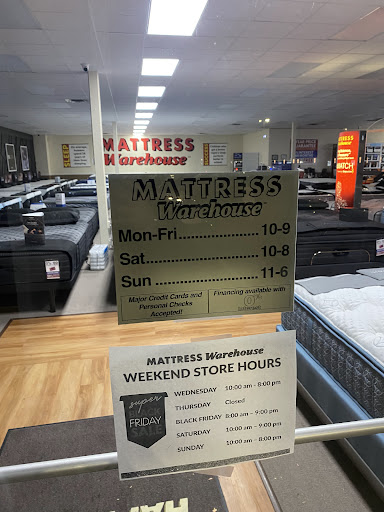 MATTRESS
Warehouse
MATTRESS
Warehouse
Mon-Fri.................10-9
Sat........................10-8
Sun.......................11-6
Major Credit Cards and
Personal Checks
Accepted!
Financing available with
0%
MATTRESS Warehouse
WEEKEND STORE HOURS
super
FRIDAY
WEDNESDAY 10:00 am - 08:00 pm
THURSDAY Closed
BLACK FRIDAY 8:00 am - 9:00 pm
SATURDAY 10:00 am - 9:00 pm
SUNDAY 10:00 am - 8:00 pm